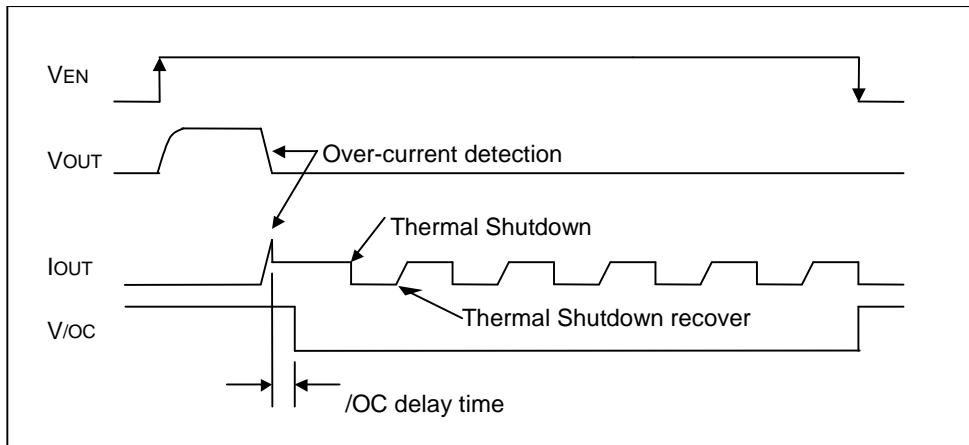 VEN
VOUT
Over-current detection
Thermal Shutdown
IOUT
Thermal Shutdown recover
V/OC
/OC delay time